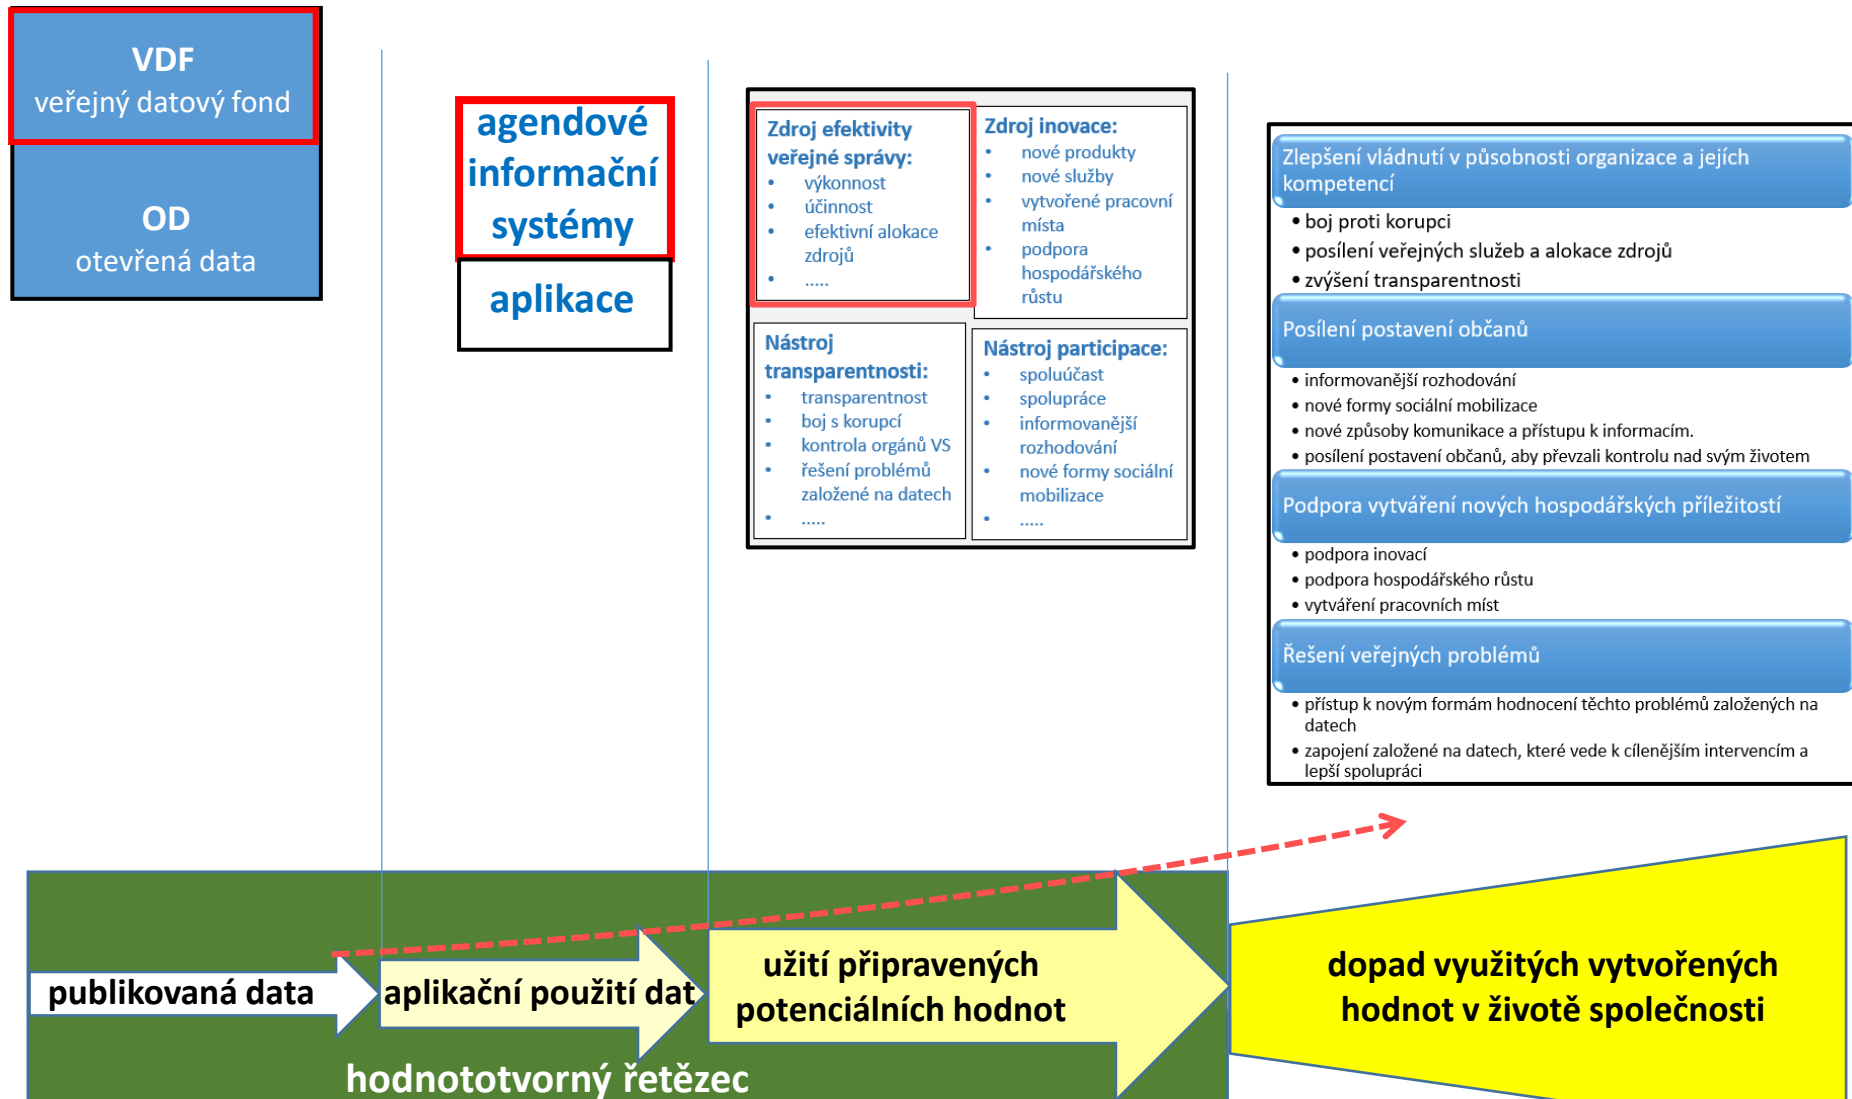 VDF
veřejný datový fond
OD
otevřená data
agendové
informační
systémy
aplikace
Zdroj efektivity
veřejné správy:
• výkonnost
• účinnost
• efektivní alokace
zdrojů
• .....
Zdroj inovace:
• nové produkty
• nové služby
• vytvořené pracovní
místa
• podpora
hospodářského
růstu
Nástroj
transparentnosti:
• transparentnost
• boj s korupcí
• kontrola orgánů VS
• řešení problémů
založené na datech
• .....
Nástroj participace:
• spoluúčast
• spolupráce
• informovanější
rozhodování
• nové formy sociální
mobilizace
• .....
Zlepšení vládnutí v působnosti organizace a jejích
kompetencí
• boj proti korupci
• posílení veřejných služeb a alokace zdrojů
• zvýšení transparentnosti
Posílení postavení občanů
• informovanější rozhodování
• nové formy sociální mobilizace
• nové způsoby komunikace a přístupu k informacím.
• posílení postavení občanů, aby převzali kontrolu nad svým životem
Podpora vytváření nových hospodářských příležitostí
• podpora inovací
• podpora hospodářského růstu
• vytváření pracovních míst
Řešení veřejných problémů
• přístup k novým formám hodnocení těchto problémů založených na
datech
• zapojení založené na datech, které vede k cílenějším intervencím a
lepší spolupráci
publikovaná data
aplikační použití dat
užití připravených
potenciálních hodnot
dopad využitých vytvořených
hodnot v životě společnosti
hodnototvorný řetězec